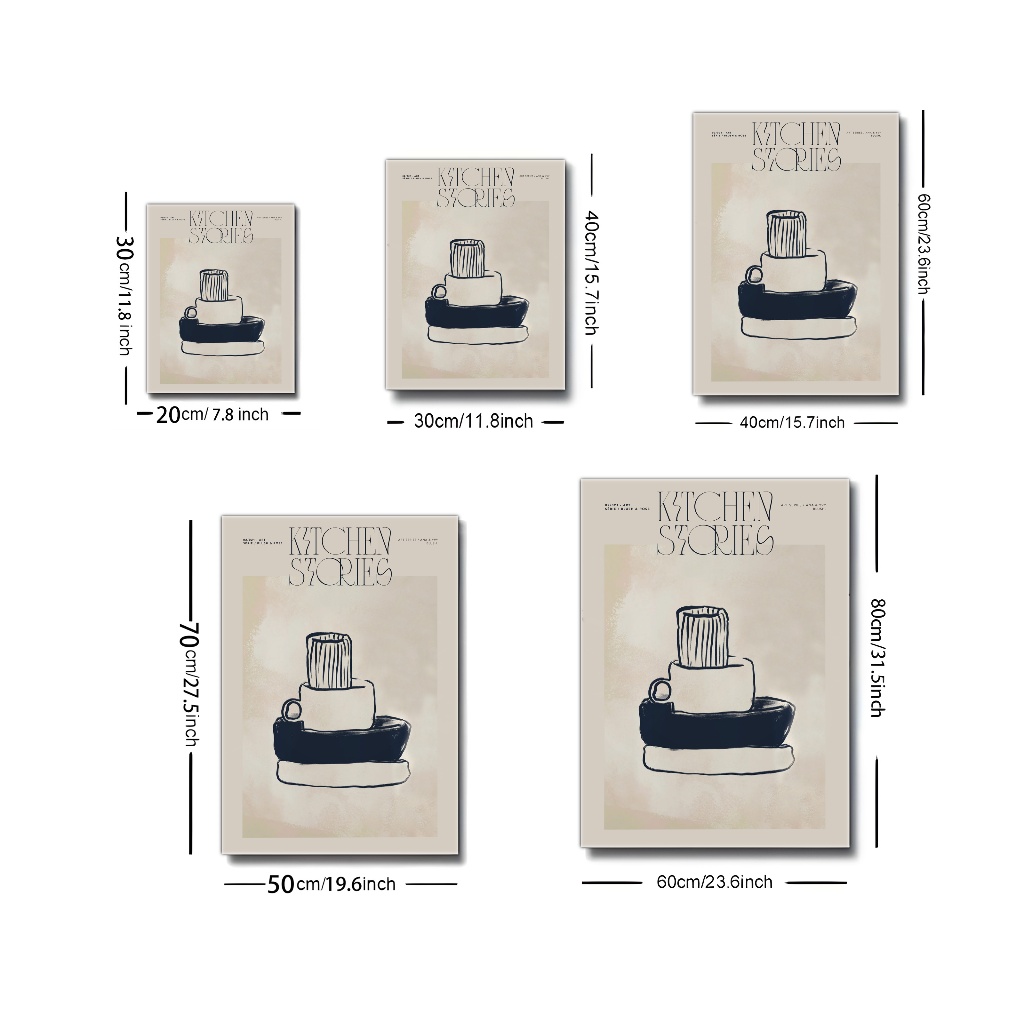 KITCHEN
STORIES
30cm/11.8 inch
20cm/ 7.8 inch
KITCHEN
STORIES
40cm/15.7inch
30cm/11.8inch
KITCHEN
STORIES
60cm/23.6inch
40cm/15.7inch
KITCHEN
STORIES
70cm/27.5inch
50cm/19.6inch
KITCHEN
STORIES
80cm/31.5inch
60cm/23.6inch